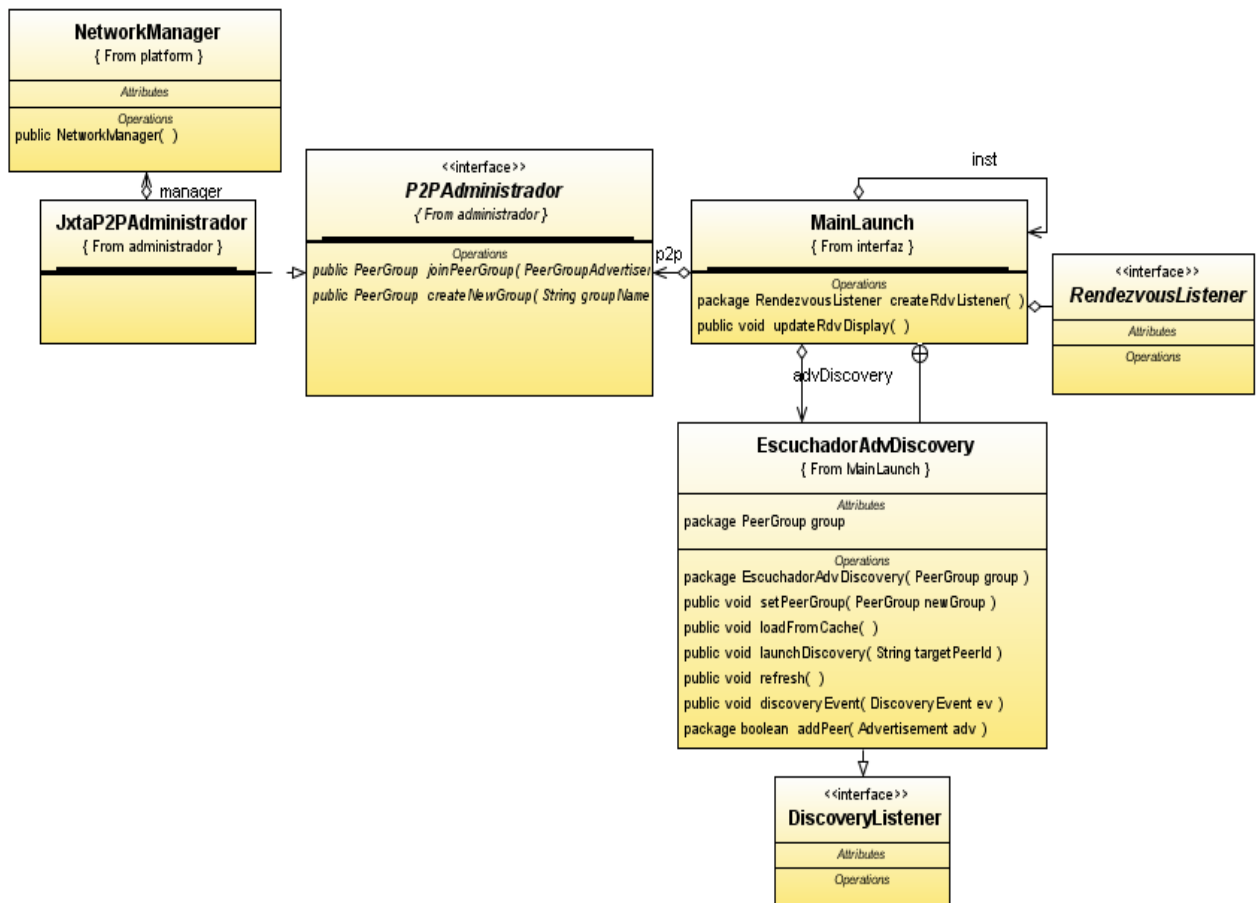 NetworkManager
{ From platform }
Attributes
Operations
public NetworkManager( )
manager
JxtaP2PAdministrador
{ From administrador }
<<interface>>
P2PAdministrador
{ From administrador }
Operations
public PeerGroup joinPeerGroup( PeerGroupAdvertiser
public PeerGroup createNewGroup( String groupName
p2p
inst
MainLaunch
{ From interfaz }
Operations
package RendezvousListener createRdvListener( )
public void updateRdvDisplay( )
<<interface>>
RendezvousListener
Attributes
Operations
advDiscovery
EscuchadorAdvDiscovery
{ From MainLaunch }
Attributes
package PeerGroup group
Operations
package EscuchadorAdvDiscovery( PeerGroup group )
public void setPeerGroup( PeerGroup newGroup )
public void loadFromCache( )
public void launchDiscovery( String targetPeerId )
public void refresh( )
public void discoveryEvent( DiscoveryEvent ev )
package boolean addPeer( Advertisement adv )
<<interface>>
DiscoveryListener
Attributes
Operations